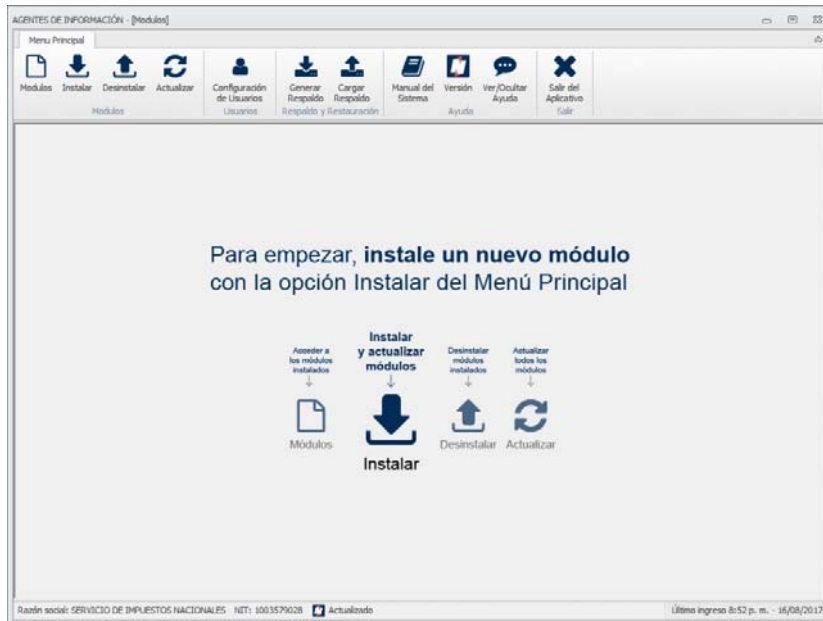 AGENTES DE INFORMACIÓN - [Modulos]
Menu Principal
Modulos Instalar Desinstalar Actualizar Configuración de Usuarios Generar Respaldo Cargar Respaldo Manual del Sistema Versión Ver/Ocultar Ayuda Salir del Aplicativo
Modulos Usuarios Respaldo y Restauración Ayuda Salir
Para empezar, instale un nuevo módulo
con la opción Instalar del Menú Principal
Acceder a
los módulos
instalados
Instalar
y actualizar
módulos
Desinstalar
módulos
instalados
Actualizar
todos los
módulos
Módulos
Instalar
Desinstalar
Actualizar
Razón social: SERVICIO DE IMPUESTOS NACIONALES NIT: 1003579028 Actualizado
Último ingreso 8:52 p. m. - 16/08/2017